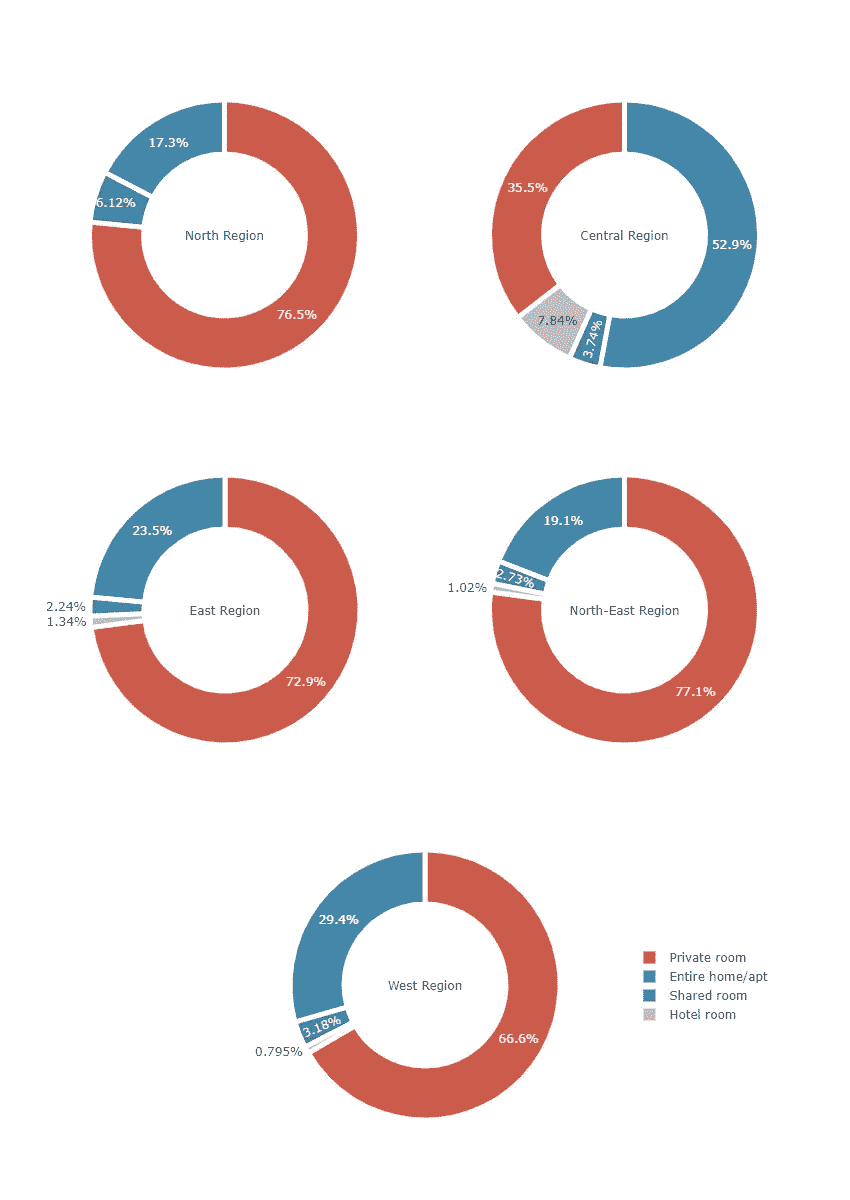 17.3%
6.12%
North Region
76.5%
35.5%
Central Region
52.9%
7.84%
3.74%
23.5%
2.24%
1.34%
East Region
72.9%
19.1%
2.73%
1.02%
North-East Region
77.1%
29.4%
West Region
3.18%
0.795%
66.6%
Private room
Entire home/apt
Shared room
Hotel room